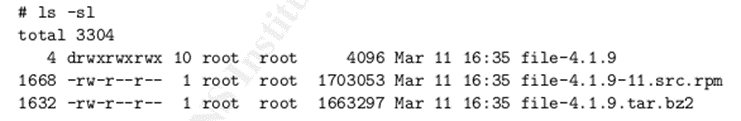 # ls -sl
total 3304
   4 drwxrwxrwx 10 root  root     4096 Mar 11 16:35 file-4.1.9
1668 -rw-r--r--  1 root  root  1703053 Mar 11 16:35 file-4.1.9-11.src.rpm
1632 -rw-r--r--  1 root  root  1663297 Mar 11 16:35 file-4.1.9.tar.bz2